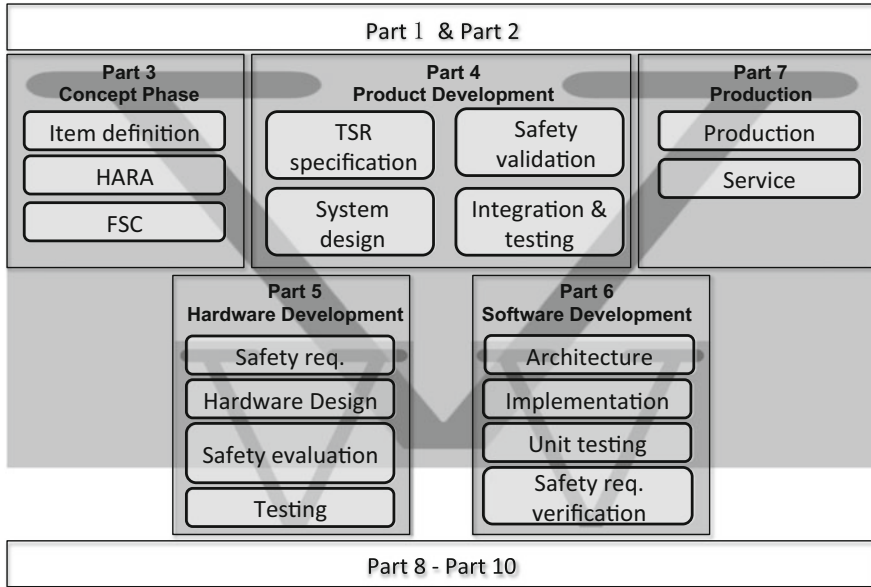 Part 1 & Part 2
Part 3
Concept Phase
Item definition
HARA
FSC
Part 4
Product Development
TSR
specification
Safety
validation
System
design
Integration &
testing
Part 7
Production
Production
Service
Part 5
Hardware Development
Safety req.
Hardware Design
Safety evaluation
Testing
Part 6
Software Development
Architecture
Implementation
Unit testing
Safety req.
verification
Part 8 - Part 10